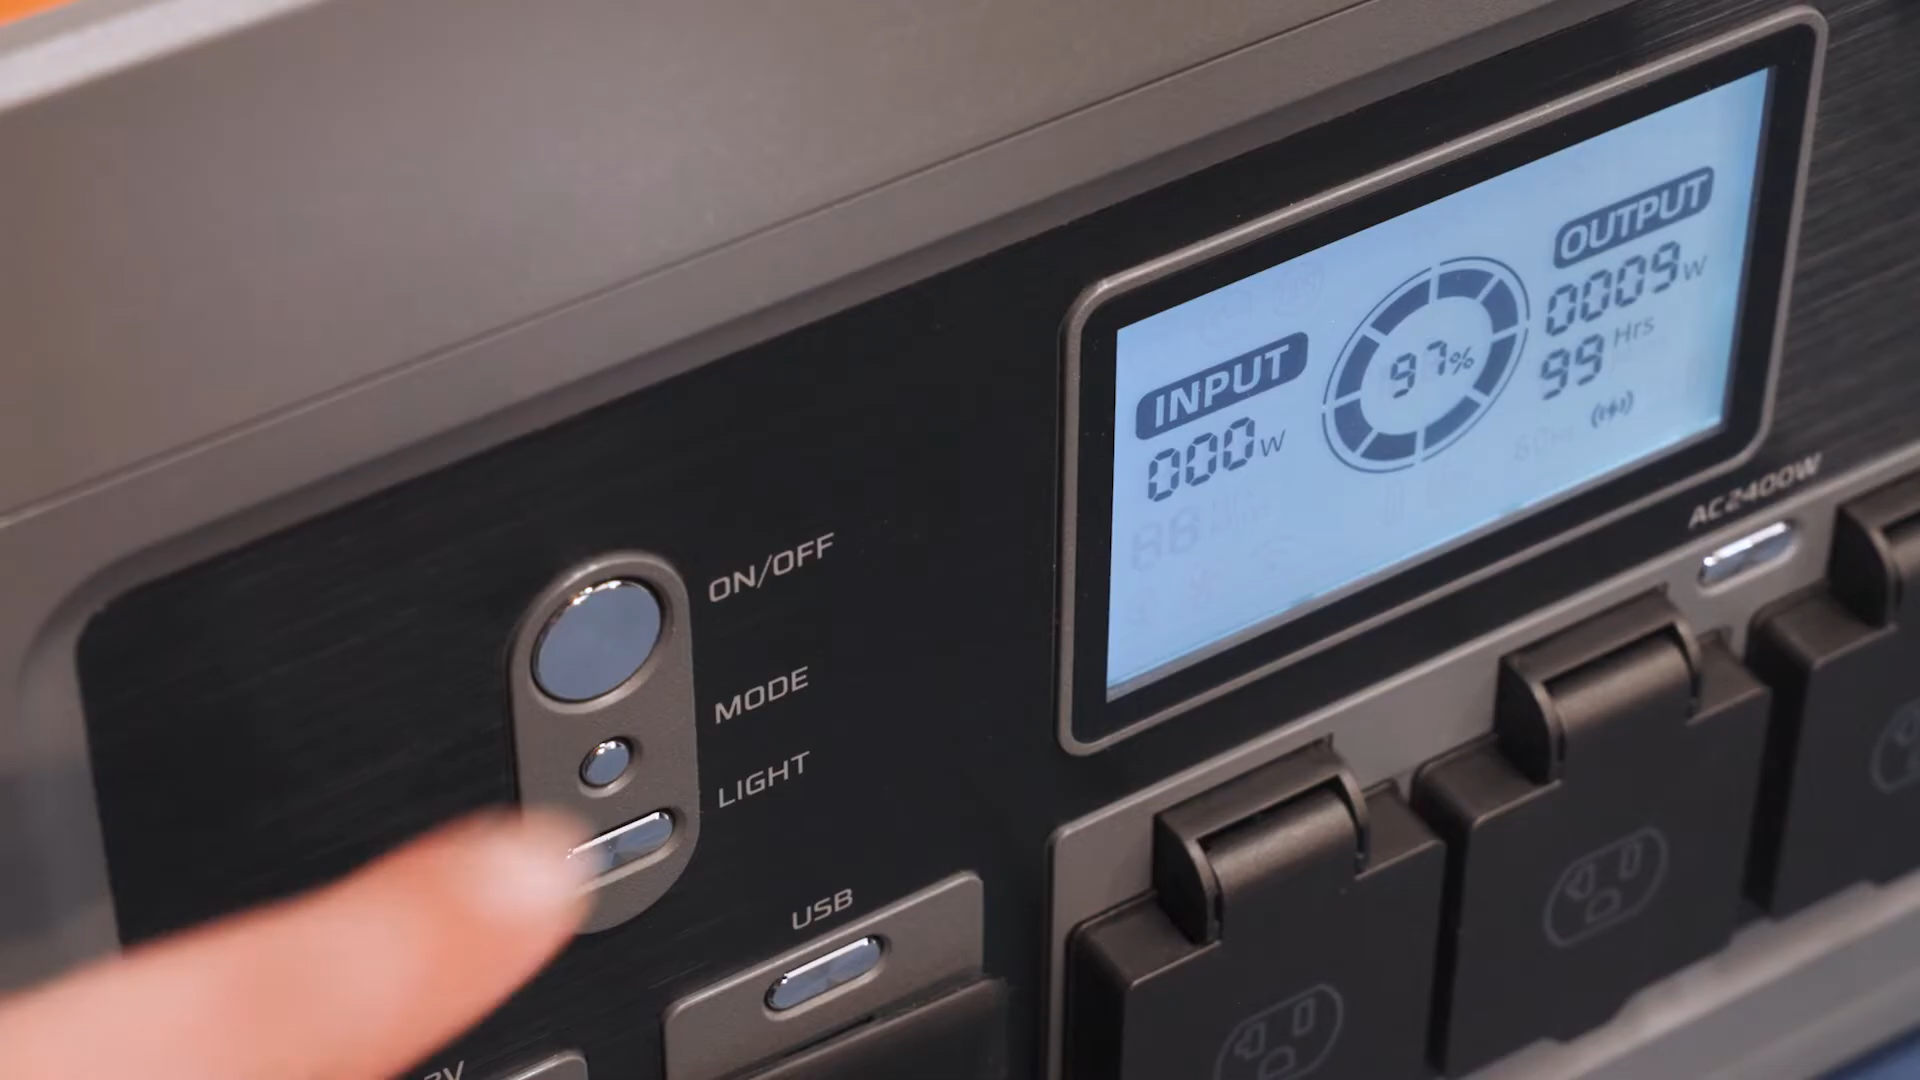 ON/OFF
MODE
LIGHT
USB
INPUT
000W
97%
OUTPUT
0009W
99 Hrs
AC2400W